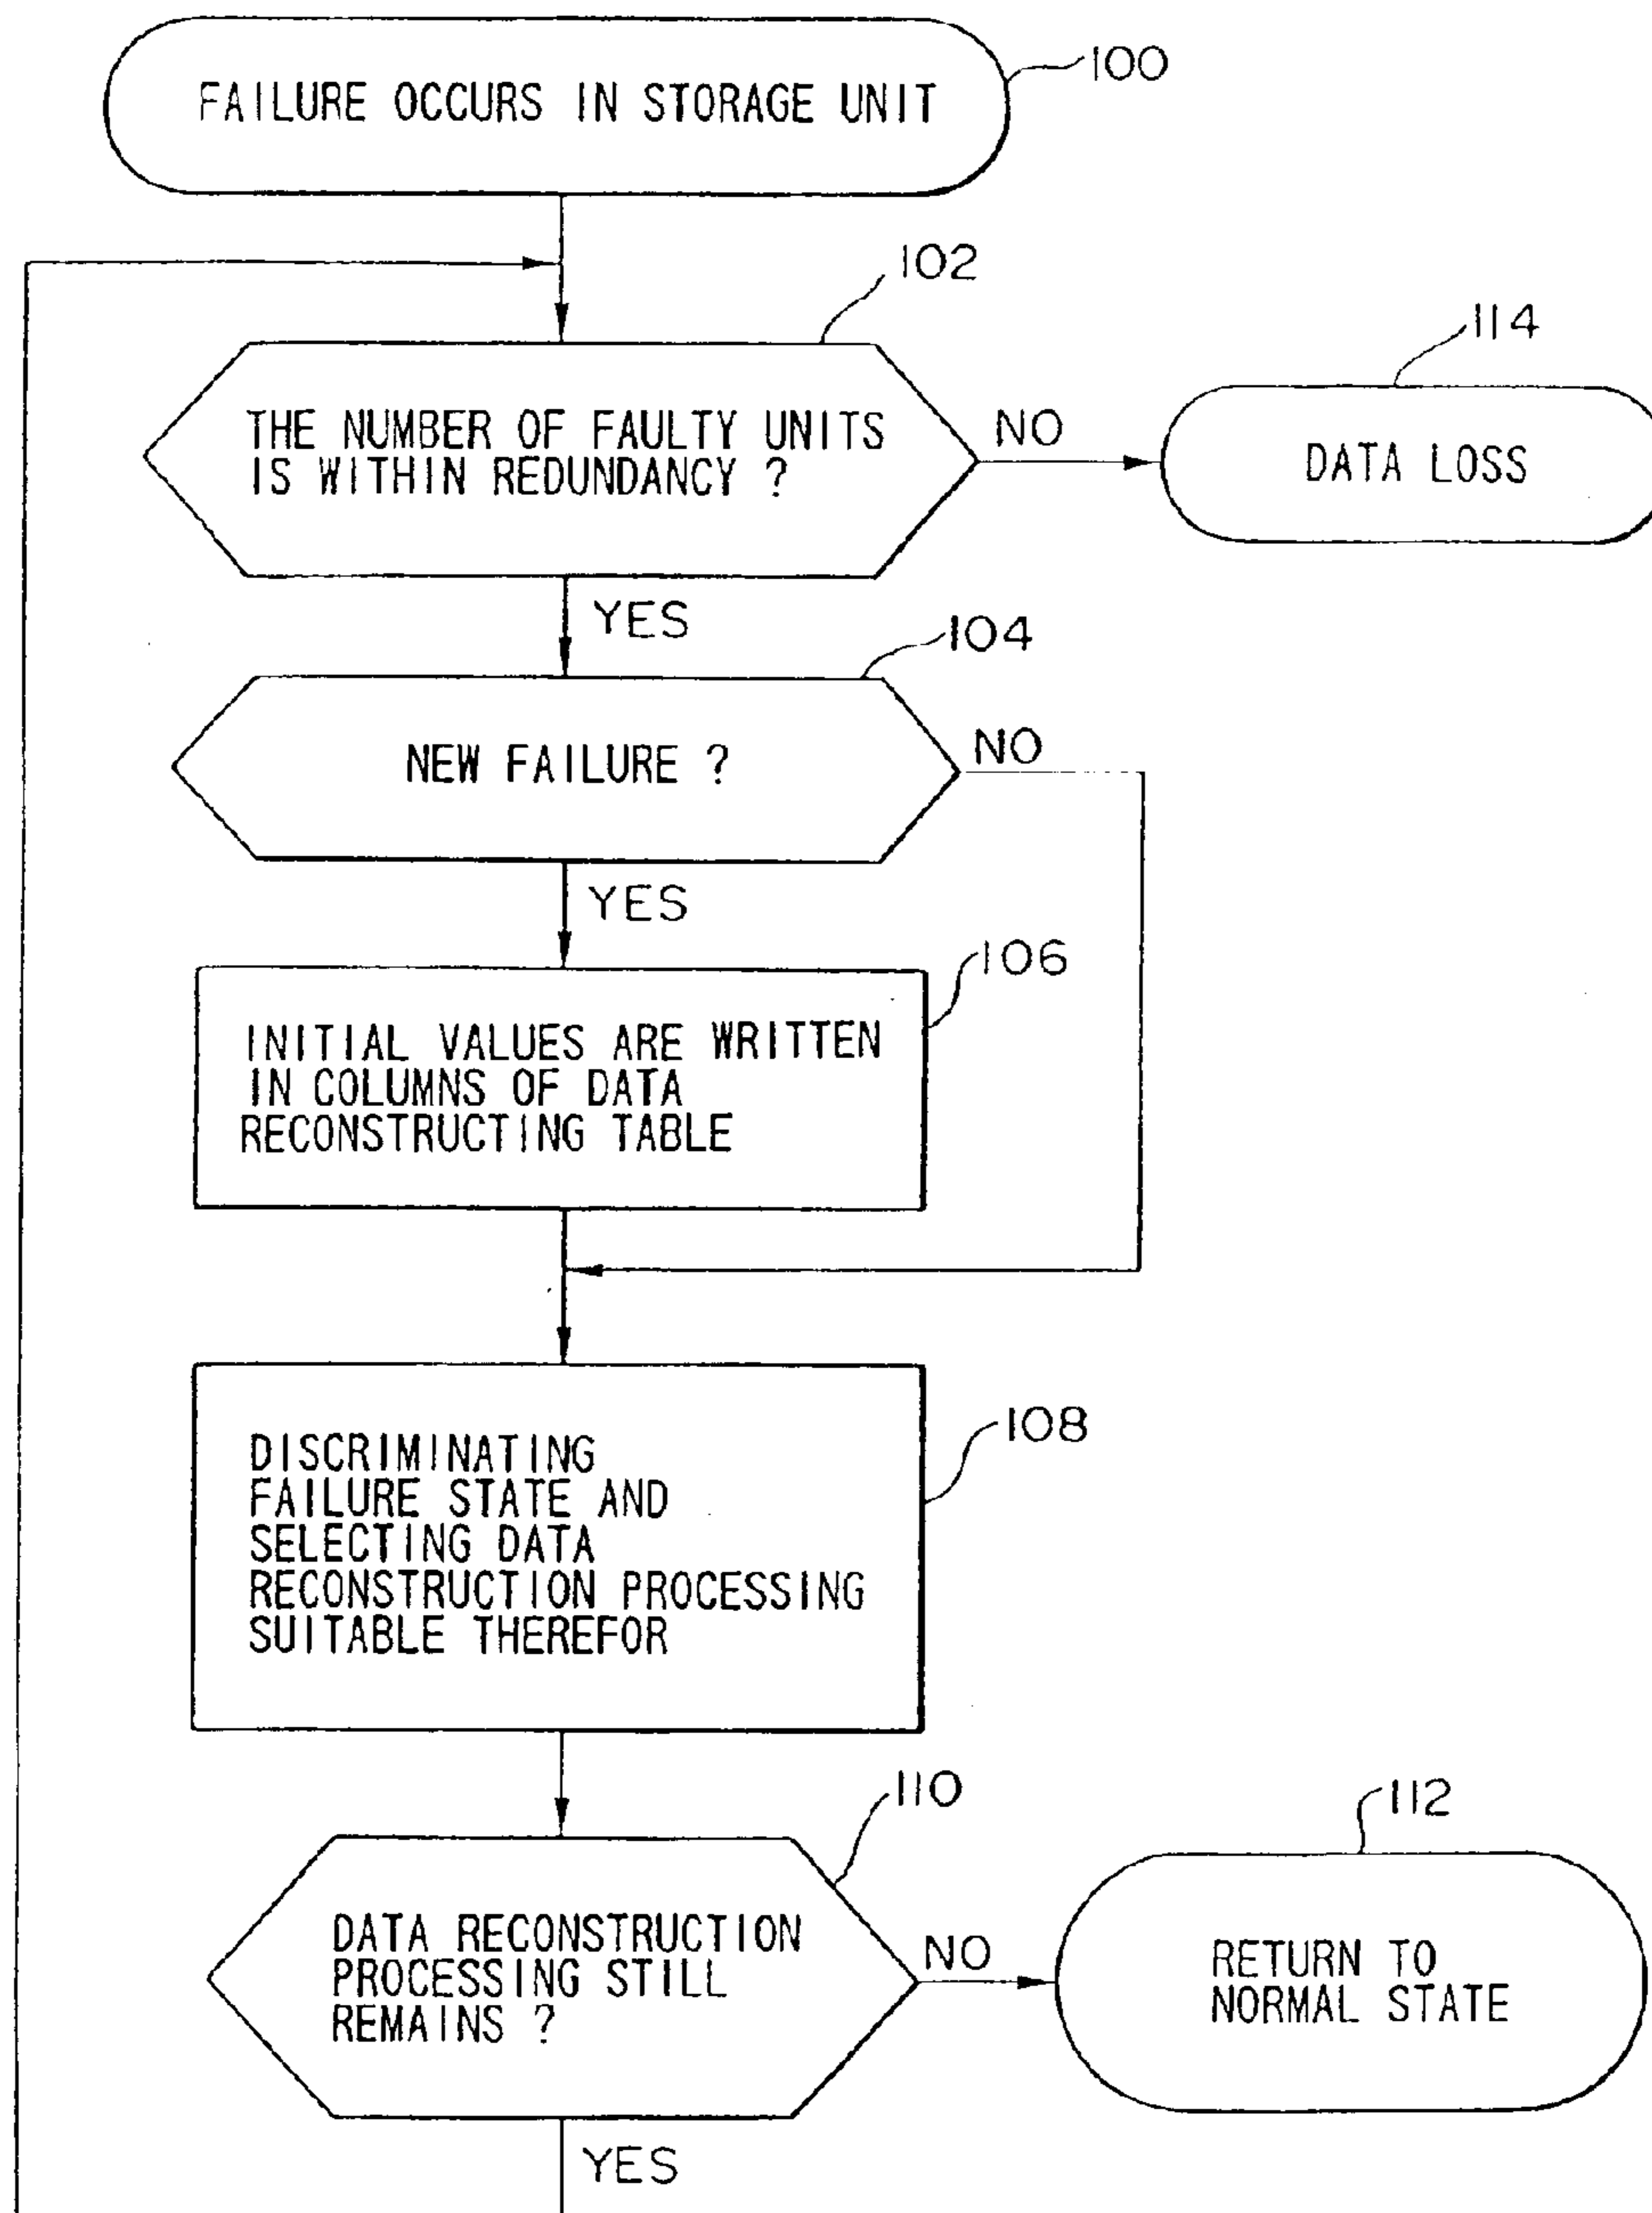 FAILURE OCCURS IN STORAGE UNIT
100
102
THE NUMBER OF FAULTY UNITS
IS WITHIN REDUNDANCY ?
NO
114
DATA LOSS
YES
104
NEW FAILURE ?
NO
YES
106
INITIAL VALUES ARE WRITTEN
IN COLUMNS OF DATA
RECONSTRUCTING TABLE
108
DISCRIMINATING
FAILURE STATE AND
SELECTING DATA
RECONSTRUCTION PROCESSING
SUITABLE THEREFOR
110
DATA RECONSTRUCTION
PROCESSING STILL
REMAINS ?
NO
112
RETURN TO
NORMAL STATE
YES